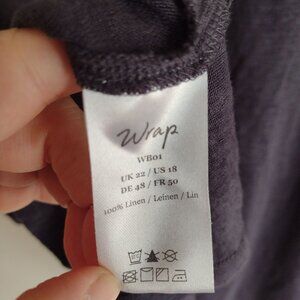 Wrap
WB01
UK 22 / US 18
DE 48 / FR 50
100% Linen / Leinen / Lin